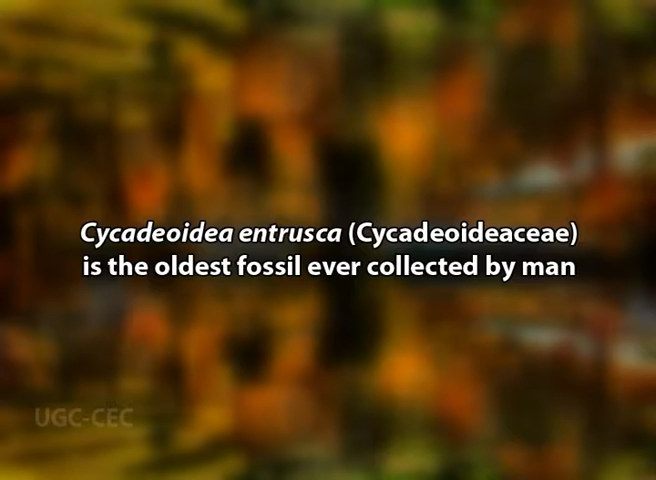 Cycadeoidea entrusca (Cycadeoideaceae)
is the oldest fossil ever collected by man
UGC-CEC